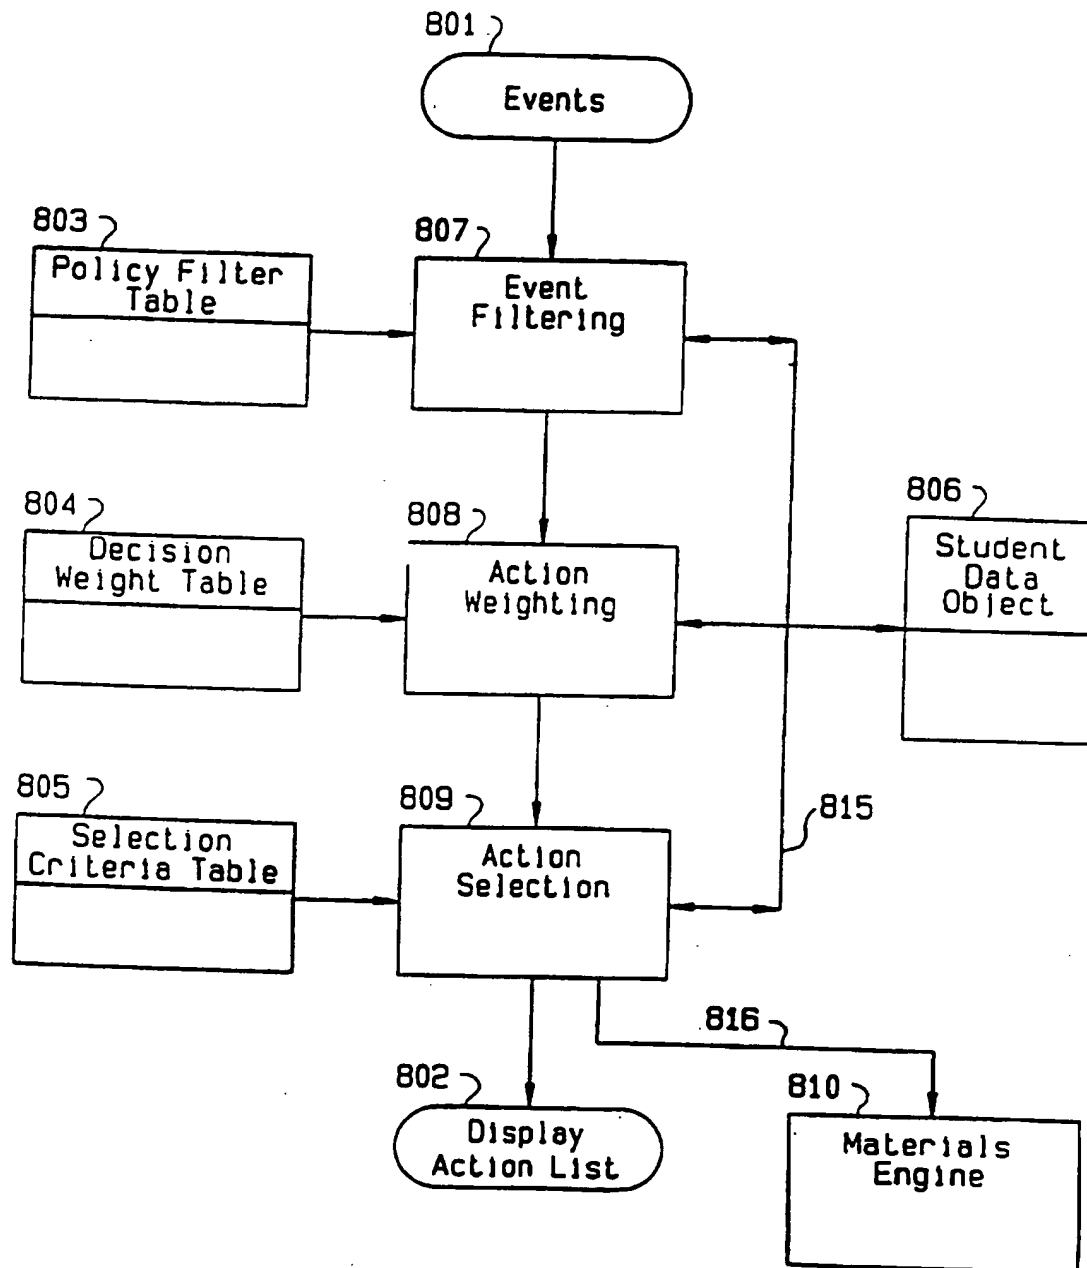 801
Events
803
Policy Filter
Table
807
Event
Filtering
804
Decision
Weight Table
808
Action
Weighting
806
Student
Data
Object
805
Selection
Criteria Table
809
Action
Selection
815
816
802
Display
Action List
810
Materials
Engine